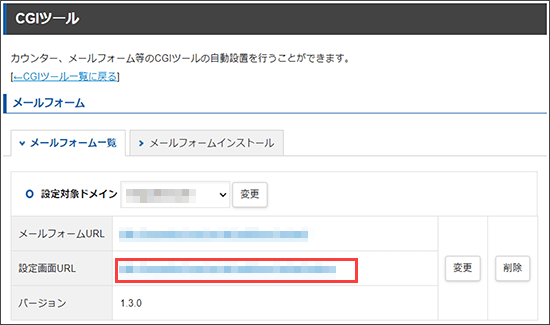 CGIツール
カウンター、メールフォーム等のCGIツールの自動設置を行うことができます。
[←CGIツール一覧に戻る]
メールフォーム
メールフォーム一覧 メールフォームインストール
設定対象ドメイン 変更
メールフォームURL
設定画面URL 変更 削除
バージョン 1.3.0